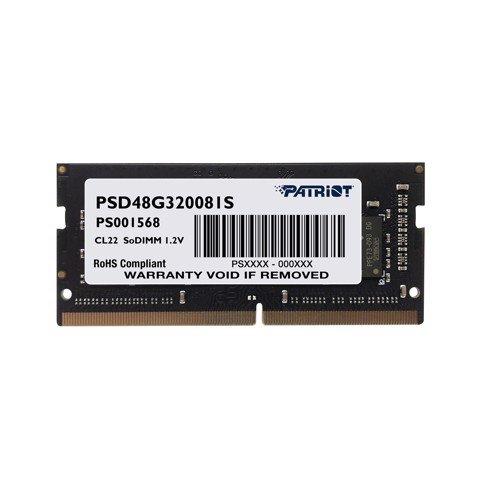 PATRIOT
PSD48G320081S
PS001568
CL22 SoDIMM 1.2V
RoHS Compliant
PSXXXX - 000XXX
WARRANTY VOID IF REMOVED